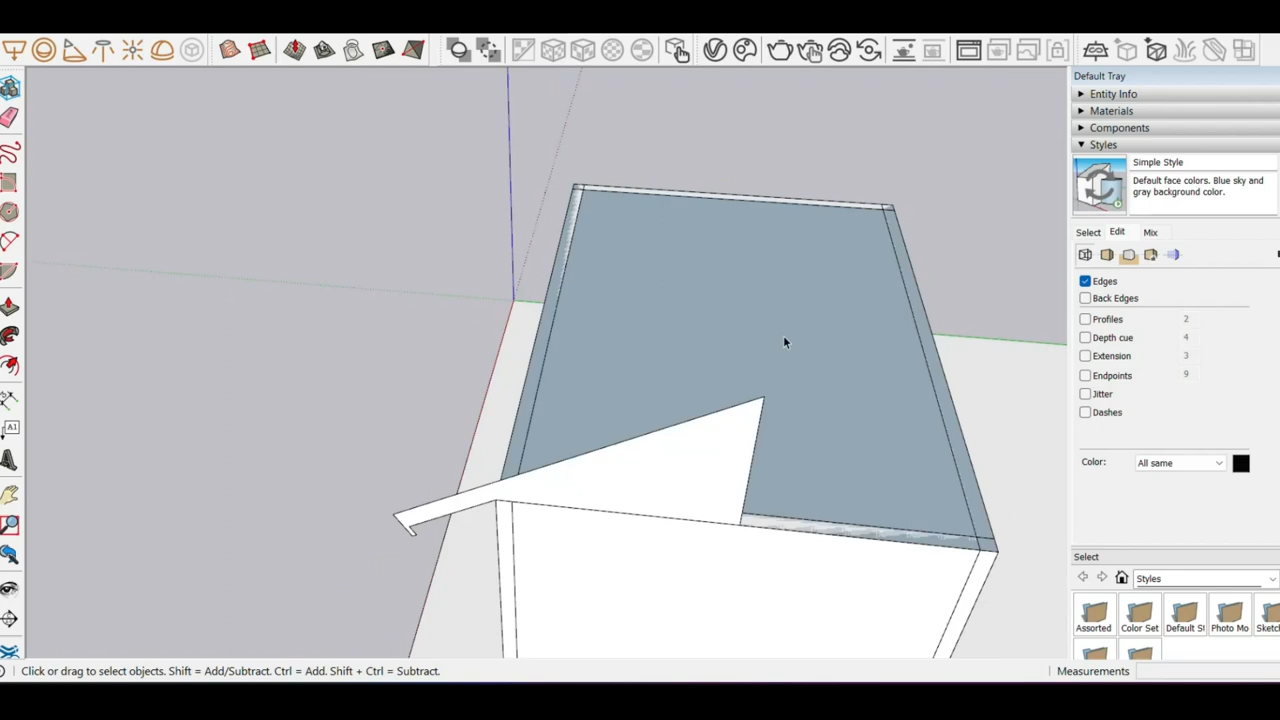 Default Tray
Entity Info
Materials
Components
Styles
Simple Style
Default face colors. Blue sky and
gray background color.
Select Edit Mix
Edges
Back Edges
Profiles 2
Depth cue 4
Extension 3
Endpoints 9
Jitter
Dashes
Color: All same
A1
Select
Styles
Assorted Color Set Default S Photo Mo Sketch
Click or drag to select objects. Shift = Add/Subtract. Ctrl = Add. Shift + Ctrl = Subtract.
Measurements